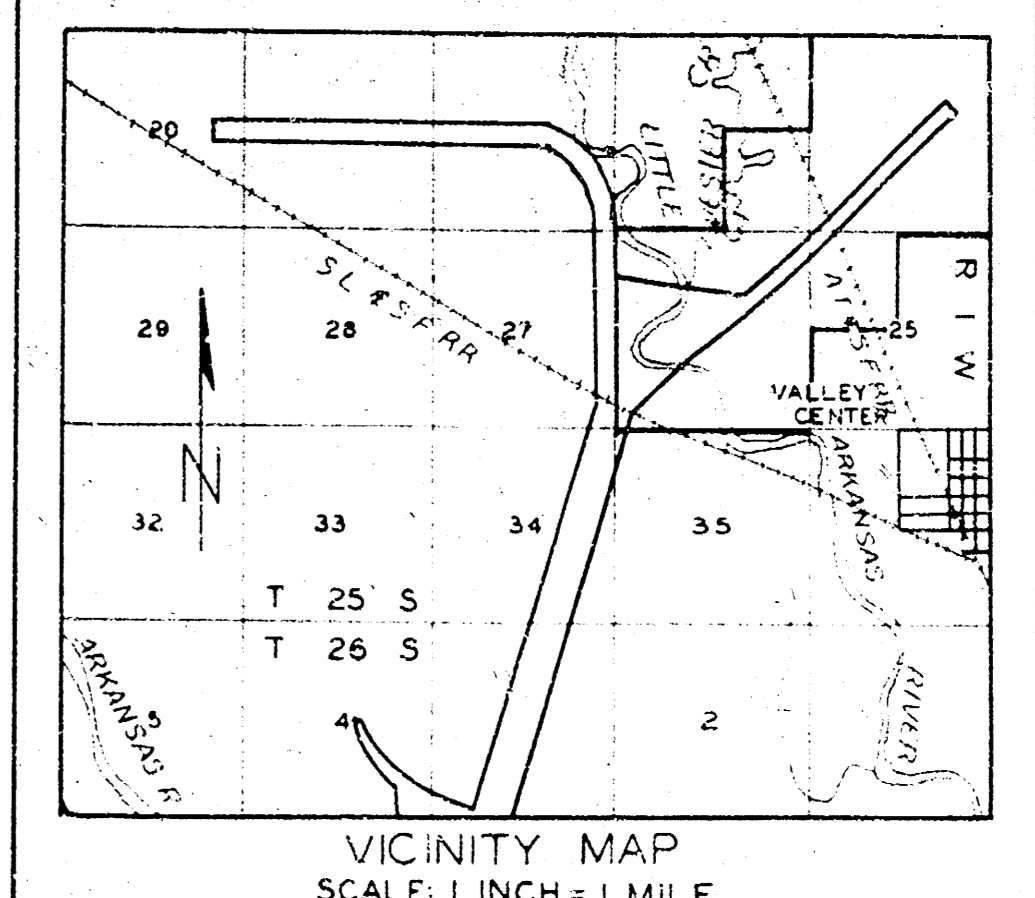 20
LITTLE
R
I
W
SL & SF RR
29
28
27
AT & SF RR
25
VALLEY
CENTER
N
32
33
34
35
ARKANSAS
T 25 S
T 26 S
ARKANSAS R
5
4
2
RIVER
VICINITY MAP
SCALE: 1 INCH = 1 MILE